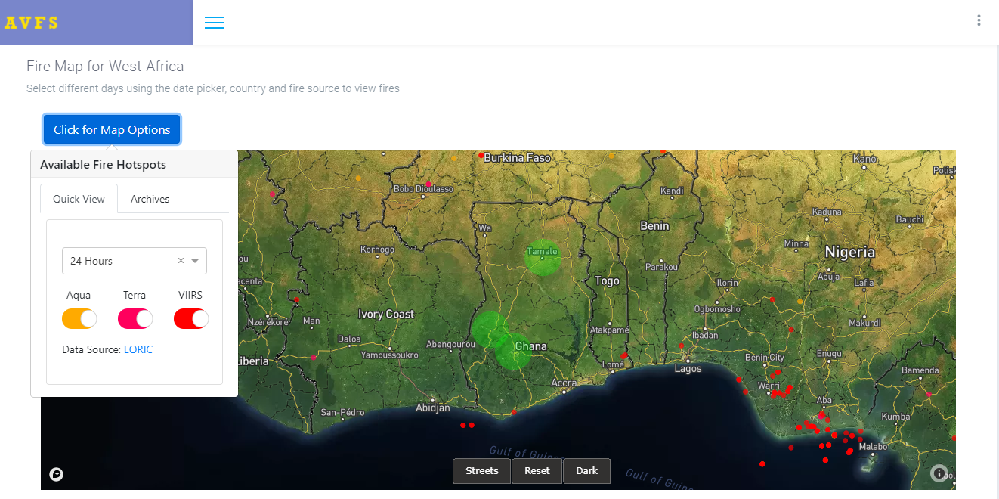 AVFS
Fire Map for West-Africa
Select different days using the date picker, country and fire source to view fires
Click for Map Options
Available Fire Hotspots
Quick View Archives
24 Hours
Aqua Terra VIIRS
Data Source: EORIC
Burkina Faso
Kano
Bobo Dioulasso
Kandi
Kaduna
Bauchi
Wa
Benin
Korhogo
Tamale
Minna
Nigeria
Parakou
Abuja
Togo
Ilorin
Lafia
Ogbomosho
Ivory Coast
Nzérékoré
Man
Makurdi
Atakpamé
Ibadan
Daloa
Abengourou
Ghana
Yamoussoukro
Benin City
Enugu
Lomé
Lagos
Bamenda
Accra
Warri
Aba
Abidjan
San-Pédro
Kumba
Malabo
Gulf of
Gulf of
Streets Reset Dark